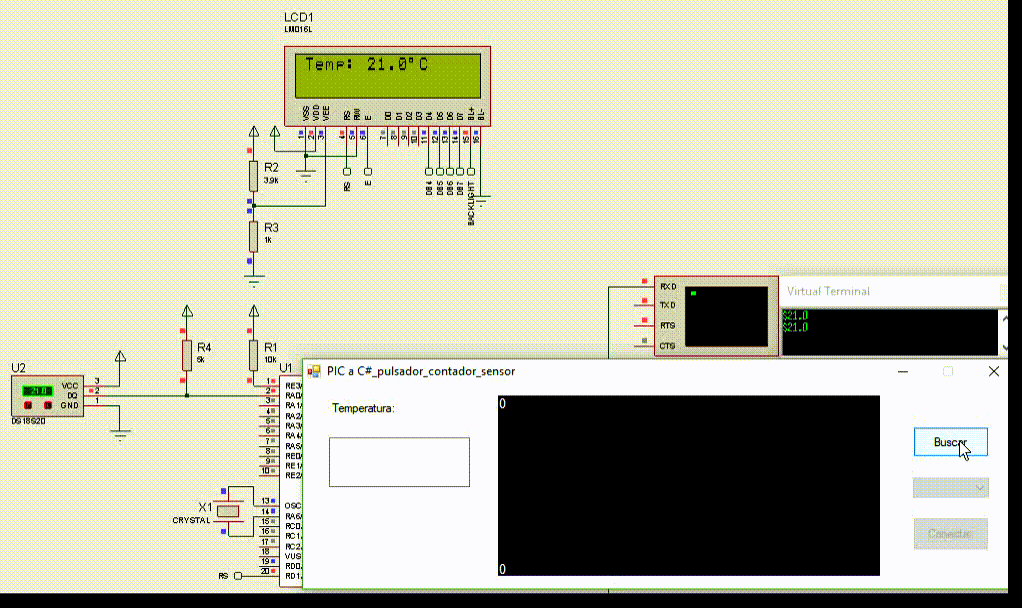 LCD1
LM016L
Temp: 21.0°C
VSS VDD VEE RS RW E D0 D1 D2 D3 D4 D5 D6 D7 BL+ BL-
1 2 3 4 5 6 7 8 9 10 11 12 13 14 15 16
RS E DB4 DB5 DB6 DB7 BACKLIGHT
R2
3.9k
R3
1k
R4
5k
R1
10k
U2
21.0
VCC 3
DQ 2
GND 1
DS18S20
U1
1 RE3/
2 RA0/
3 RA1/
4 RA2/
5 RA3/
6 RA4/
7 RA5/
8 RE0/
9 RE1/
10 RE2/
13 OSC
14 RA6/
15 RC0
16 RC1
17 RC2
18 VUS
19 RD0
20 RD1
X1
CRYSTAL
RS
RXD
TXD
RTS
CTS
Virtual Terminal
$21.0
$21.0
PIC a C#_pulsador_contador_sensor
Temperatura:
0
0
Buscar
Conectar